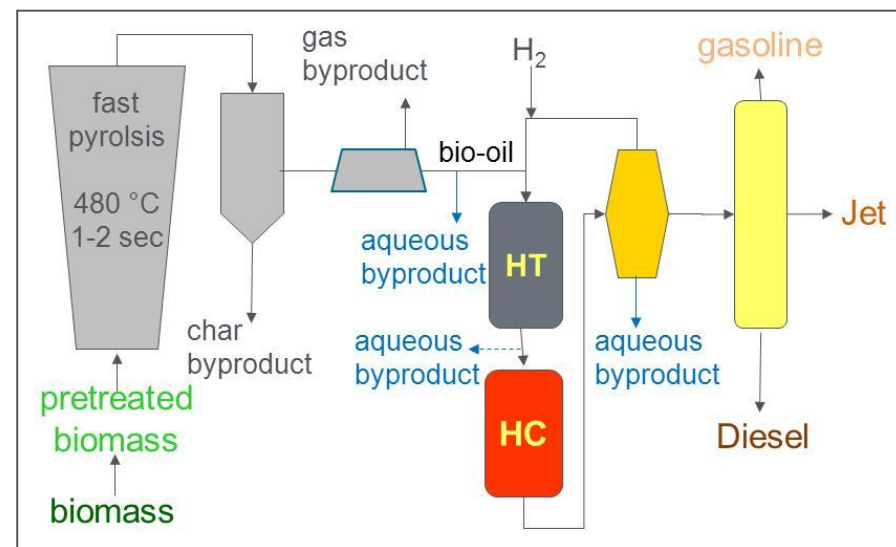 fast
pyrolsis
480 °C
1-2 sec
pretreated
biomass
biomass
char
byproduct
gas
byproduct
bio-oil
aqueous
byproduct
H2
HT
aqueous
byproduct
HC
aqueous
byproduct
gasoline
Jet
Diesel